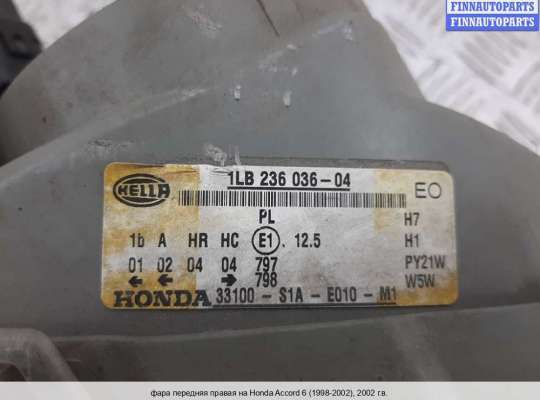 FINNAUTOPARTS
FINNAUTOPARTS
HELLA
1LB 236 036-04
EO
PL
1b A HR HC E1. 12.5
01 02 04 04 797
← ← → 798
H7
H1
PY21W
W5W
HONDA 33100 - S1A - E010 - M1
фара передняя правая на Honda Accord 6 (1998-2002), 2002 г.в.